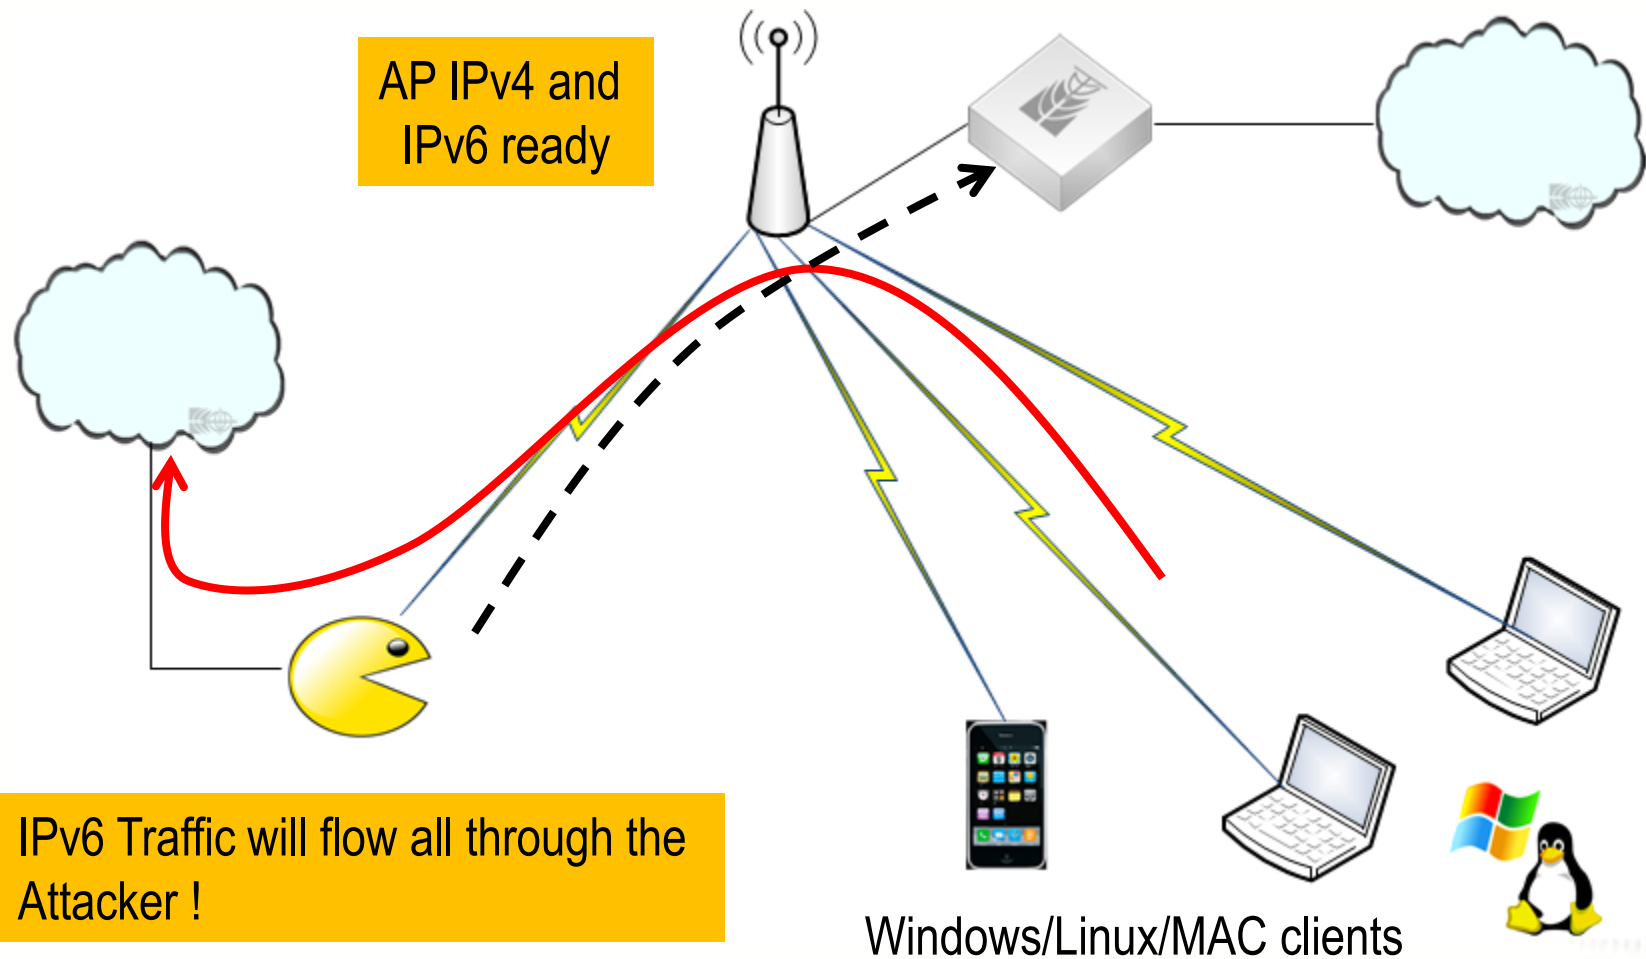 AP IPv4 and
IPv6 ready
IPv6 Traffic will flow all through the
Attacker !
Windows/Linux/MAC clients